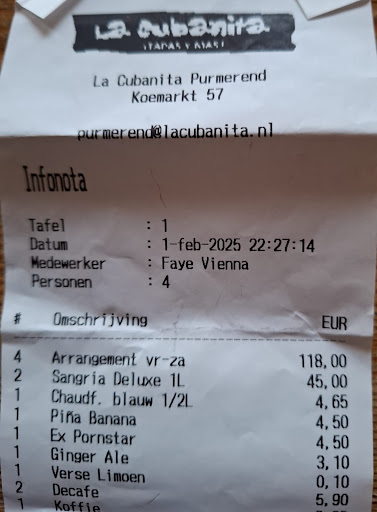 La Cubanita
TAPAS Y MAS!
La Cubanita Purmerend
Koemarkt 57
purmerend@lacubanita.nl
Infonota
Tafel : 1
Datum : 1-feb-2025 22:27:14
Medewerker : Faye Vienna
Personen : 4
# Omschrijving EUR
4 Arrangement vr-za 118,00
2 Sangria Deluxe 1L 45,00
1 Chaudf. blauw 1/2L 4,65
1 Piña Banana 4,50
1 Ex Pornstar 4,50
1 Ginger Ale 3,10
1 Verse Limoen 0,10
2 Decafe 5,90
1 Koffie